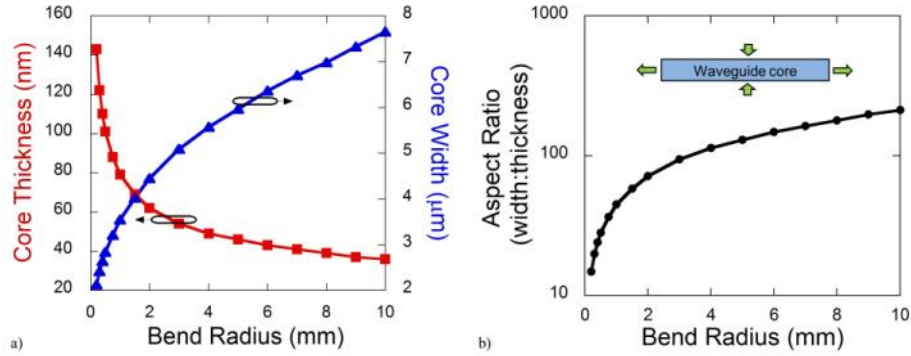 160
140
120
100
80
60
40
20
Core Thickness (nm)
8
7
6
5
4
3
2
Core Width (μm)
0 2 4 6 8 10
Bend Radius (mm)
a)
1000
100
10
Aspect Ratio
(width:thickness)
Waveguide core
0 2 4 6 8 10
Bend Radius (mm)
b)